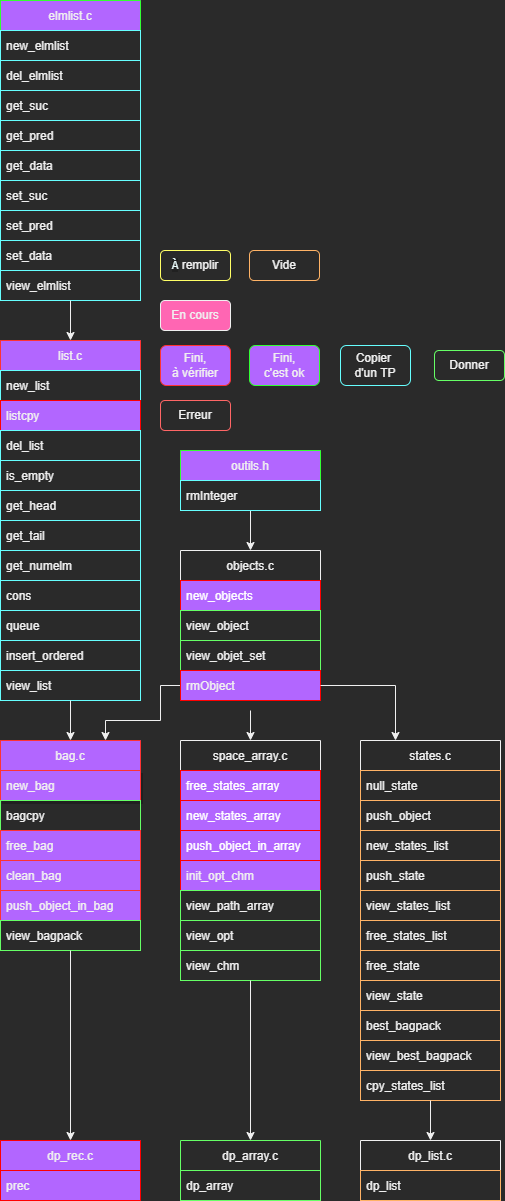 elmlist.c
new_elmlist
del_elmlist
get_suc
get_pred
get_data
set_suc
set_pred
set_data
view_elmlist
À remplir
Vide
En cours
Fini,
à vérifier
Fini,
c'est ok
Copier
d'un TP
Donner
Erreur
list.c
new_list
listcpy
del_list
is_empty
get_head
get_tail
get_numelm
cons
queue
insert_ordered
view_list
outils.h
rmInteger
objects.c
new_objects
view_object
view_objet_set
rmObject
bag.c
new_bag
bagcpy
free_bag
clean_bag
push_object_in_bag
view_bagpack
space_array.c
free_states_array
new_states_array
push_object_in_array
init_opt_chm
view_path_array
view_opt
view_chm
states.c
null_state
push_object
new_states_list
push_state
view_states_list
free_states_list
free_state
view_state
best_bagpack
view_best_bagpack
cpy_states_list
dp_rec.c
prec
dp_array.c
dp_array
dp_list.c
dp_list